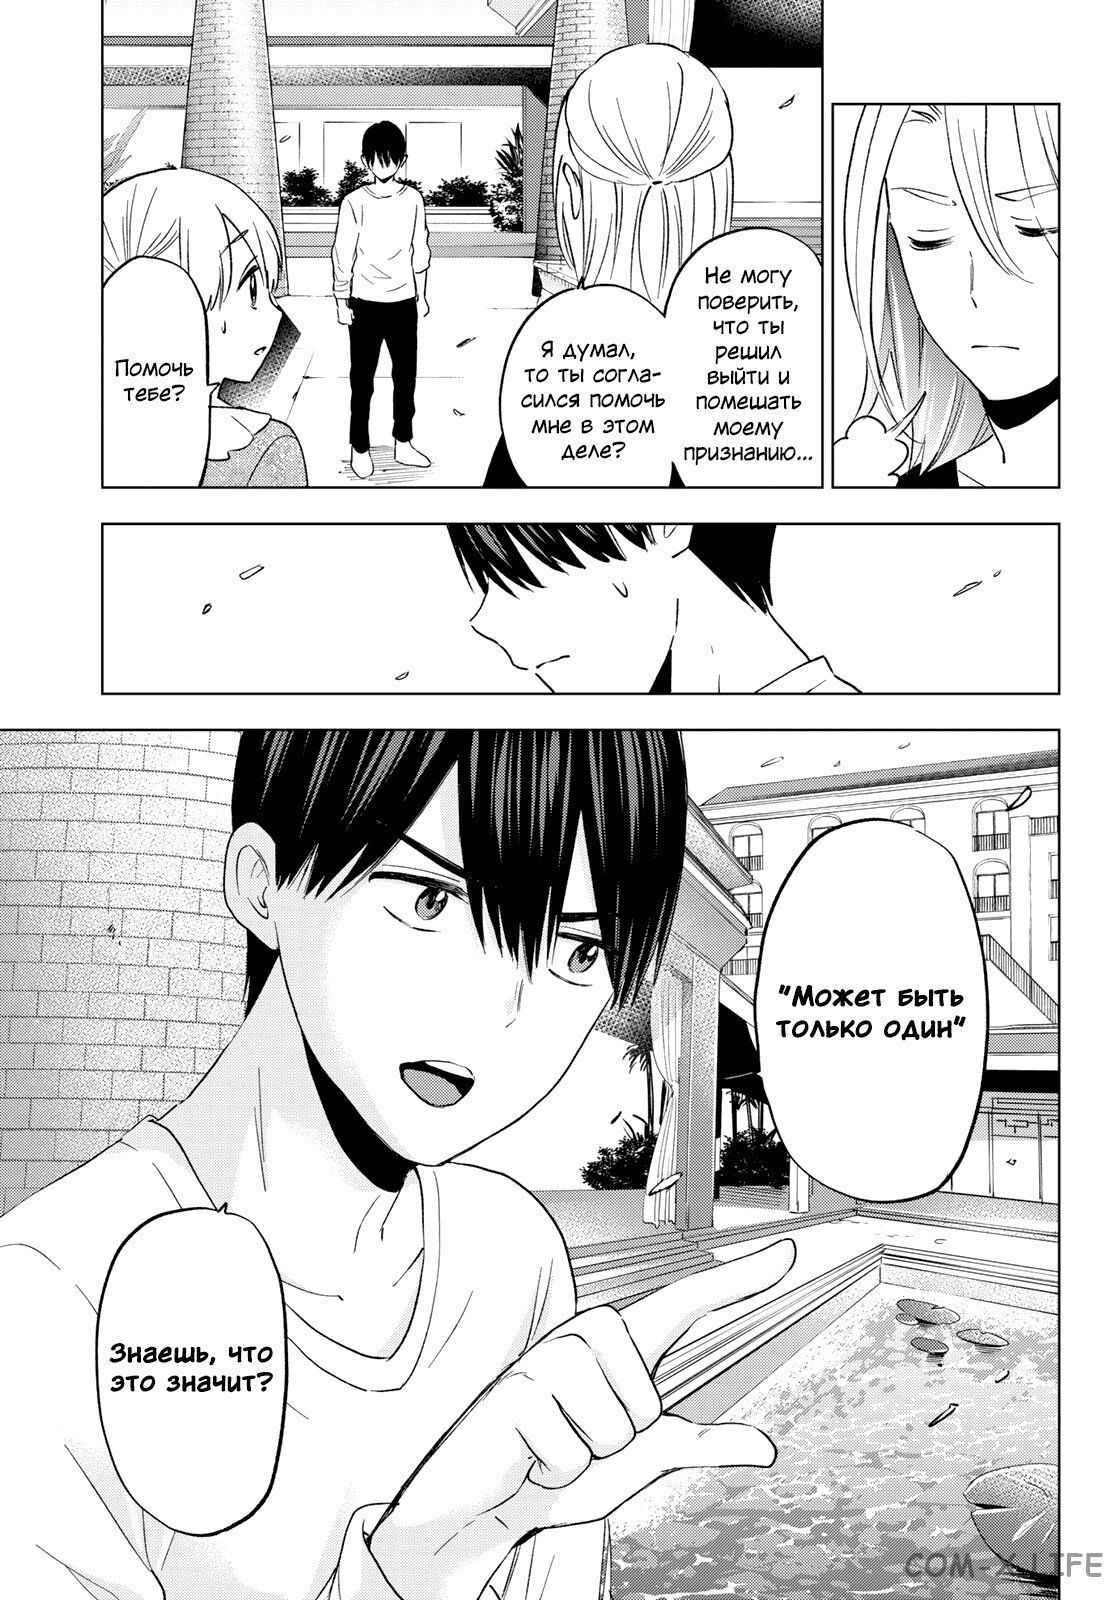 Не могу
поверить,
что ты
решил
выйти и
помешать
моему
признанию...
Я думал,
то ты согла-
сился помочь
мне в этом
деле?
Помочь
тебе?
"Может быть
только один"
Знаешь, что
это значит?
COM-X.LIFE